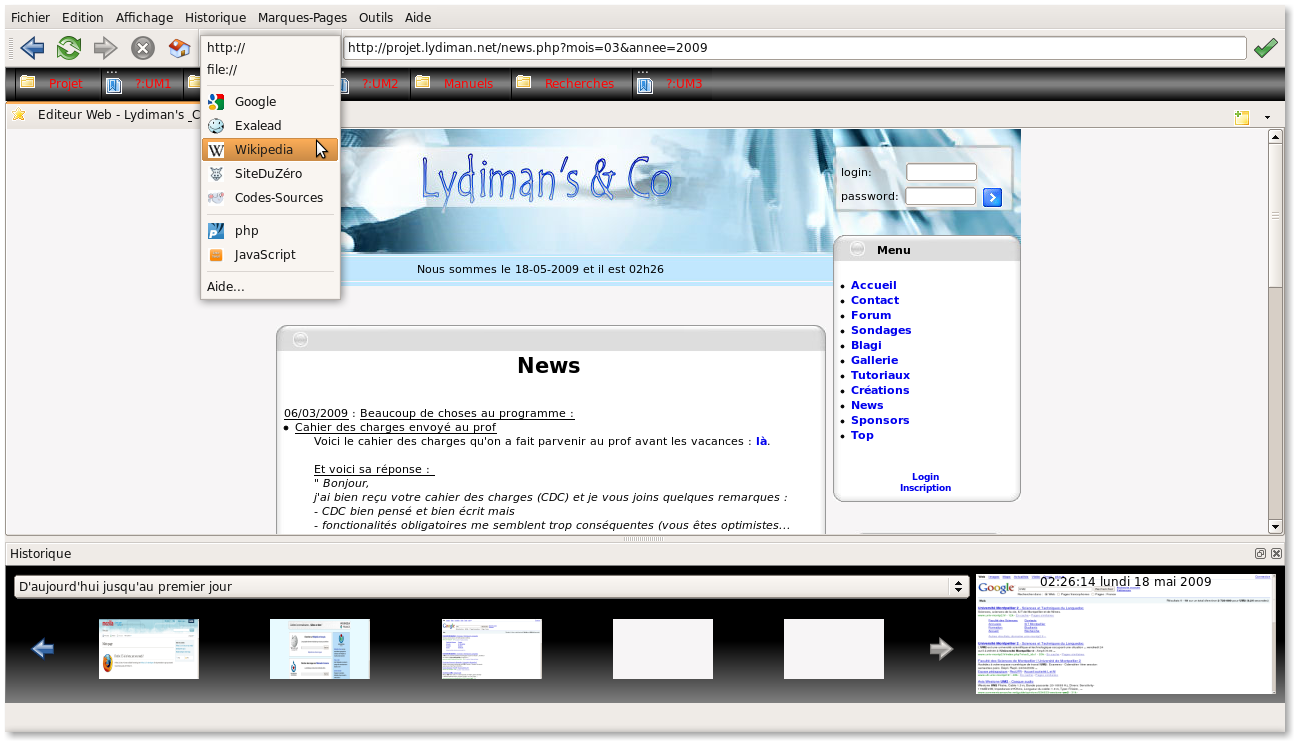 Fichier Edition Affichage Historique Marques-Pages Outils Aide
http://projet.lydiman.net/news.php?mois=03&annee=2009
http://
file://
Google
Exalead
Wikipedia
SiteDuZéro
Codes-Sources
php
JavaScript
Aide...
Projet ?:UM1 ?:UM2 Manuels Recherches ?:UM3
Editeur Web - Lydiman's _C
Lydiman's & Co
login:
password:
Nous sommes le 18-05-2009 et il est 02h26
Menu
Accueil
Contact
Forum
Sondages
Blagi
Gallerie
Tutoriaux
Créations
News
Sponsors
Top
Login
Inscription
News
06/03/2009 : Beaucoup de choses au programme :
Cahier des charges envoyé au prof
Voici le cahier des charges qu'on a fait parvenir au prof avant les vacances : là.
Et voici sa réponse :
" Bonjour,
j'ai bien reçu votre cahier des charges (CDC) et je vous joins quelques remarques :
- CDC bien pensé et bien écrit mais
- fonctionalités obligatoires me semblent trop conséquentes (vous êtes optimistes...
Historique
D'aujourd'hui jusqu'au premier jour
02:26:14 lundi 18 mai 2009
Google